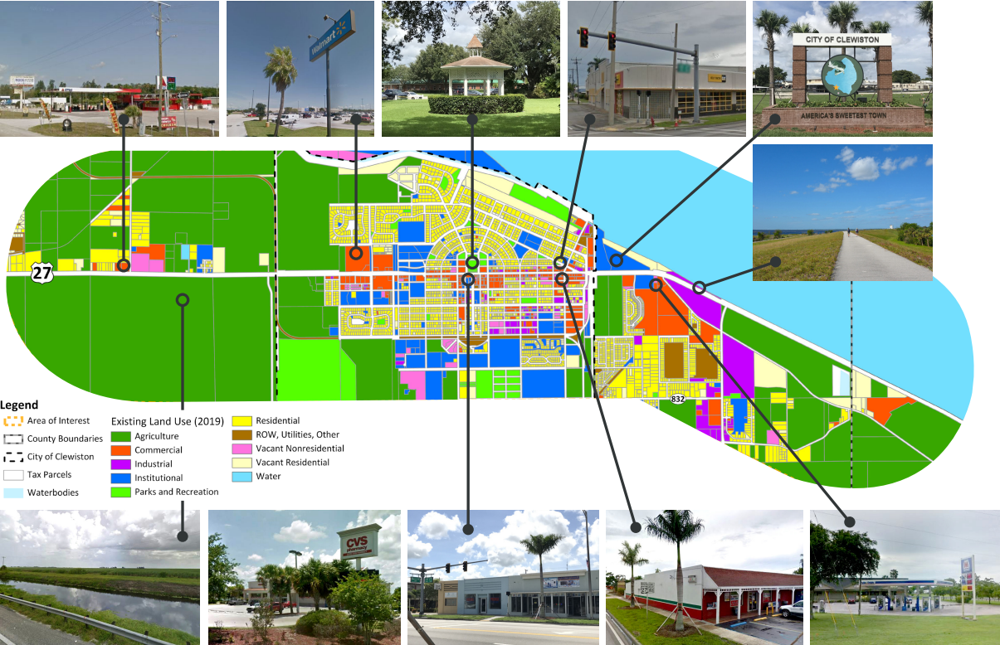 Walmart
CITY OF CLEWISTON
AMERICA'S SWEETEST TOWN
27
832
Legend
Area of Interest
County Boundaries
City of Clewiston
Tax Parcels
Waterbodies
Existing Land Use (2019)
Agriculture
Commercial
Industrial
Institutional
Parks and Recreation
Residential
ROW, Utilities, Other
Vacant Nonresidential
Vacant Residential
Water
CVS
pharmacy
27